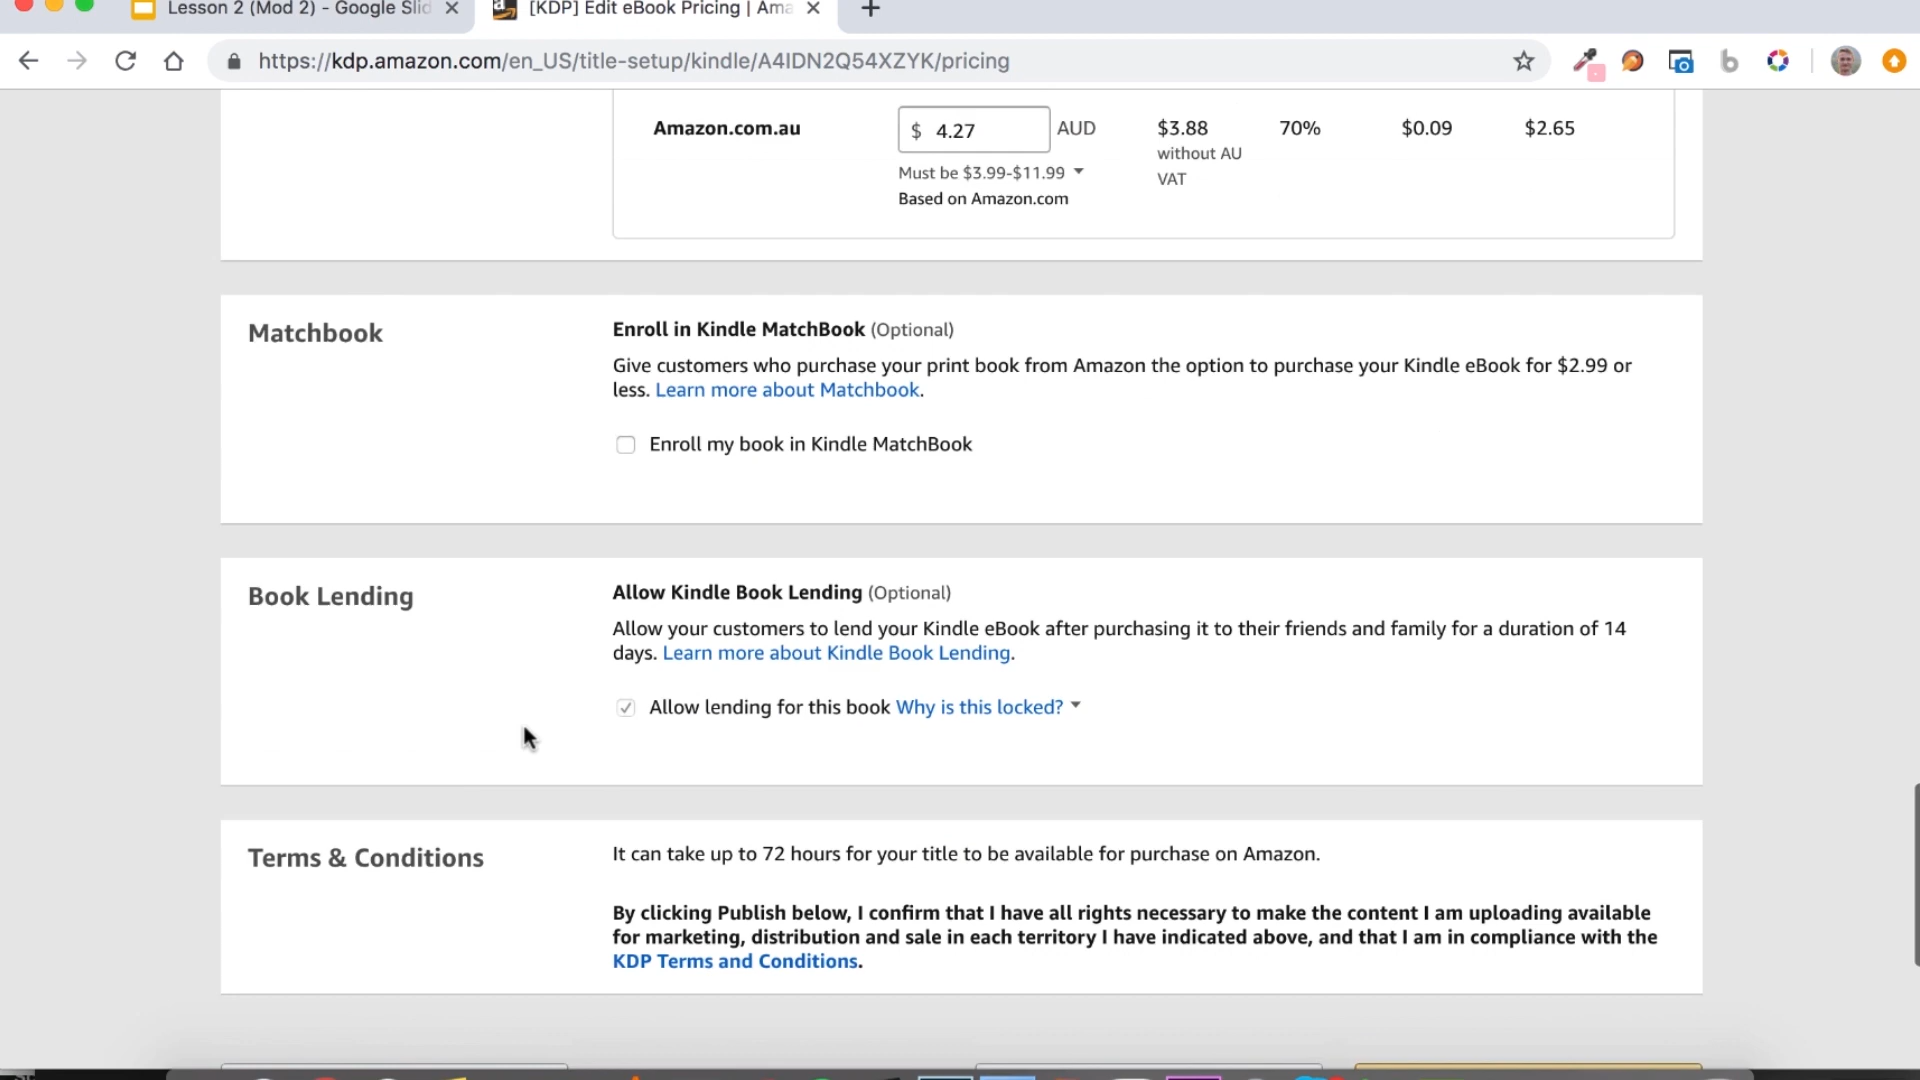 Lesson 2 (Mod 2) - Google Slid
[KDP] Edit eBook Pricing | Ama
https://kdp.amazon.com/en_US/title-setup/kindle/A4IDN2Q54XZYK/pricing
Amazon.com.au $ 4.27 AUD $3.88 70% $0.09 $2.65
without AU
VAT
Must be $3.99-$11.99
Based on Amazon.com
Matchbook
Enroll in Kindle MatchBook (Optional)
Give customers who purchase your print book from Amazon the option to purchase your Kindle eBook for $2.99 or
less. Learn more about Matchbook.
Enroll my book in Kindle MatchBook
Book Lending
Allow Kindle Book Lending (Optional)
Allow your customers to lend your Kindle eBook after purchasing it to their friends and family for a duration of 14
days. Learn more about Kindle Book Lending.
Allow lending for this book Why is this locked?
Terms & Conditions
It can take up to 72 hours for your title to be available for purchase on Amazon.
By clicking Publish below, I confirm that I have all rights necessary to make the content I am uploading available
for marketing, distribution and sale in each territory I have indicated above, and that I am in compliance with the
KDP Terms and Conditions.